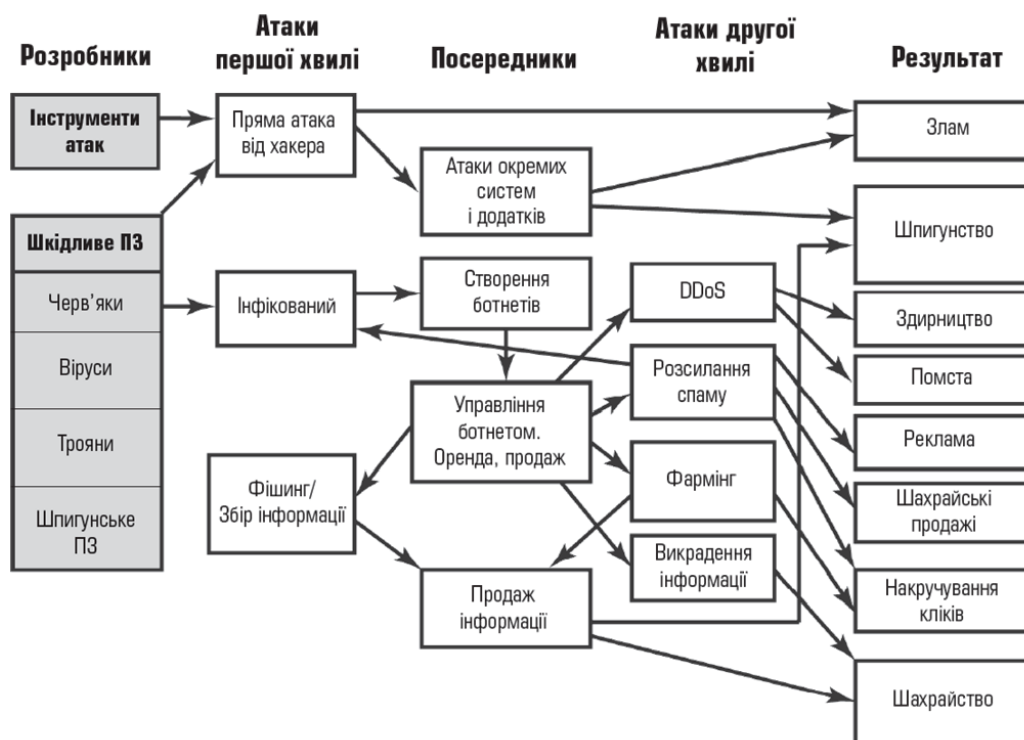 Розробники
Атаки
першої хвилі
Посередники
Атаки другої
хвилі
Результат
Інструменти
атак
Шкідливе ПЗ
Черв'яки
Віруси
Трояни
Шпигунське
ПЗ
Пряма атака
від хакера
Інфікований
Фішинг/
Збір інформації
Атаки окремих
систем
і додатків
Створення
ботнетів
Управління
ботнетом.
Оренда, продаж
Продаж
інформації
DDoS
Розсилання
спаму
Фармінг
Викрадення
інформації
Злам
Шпигунство
Здирництво
Помста
Реклама
Шахрайські
продажі
Накручування
кліків
Шахрайство